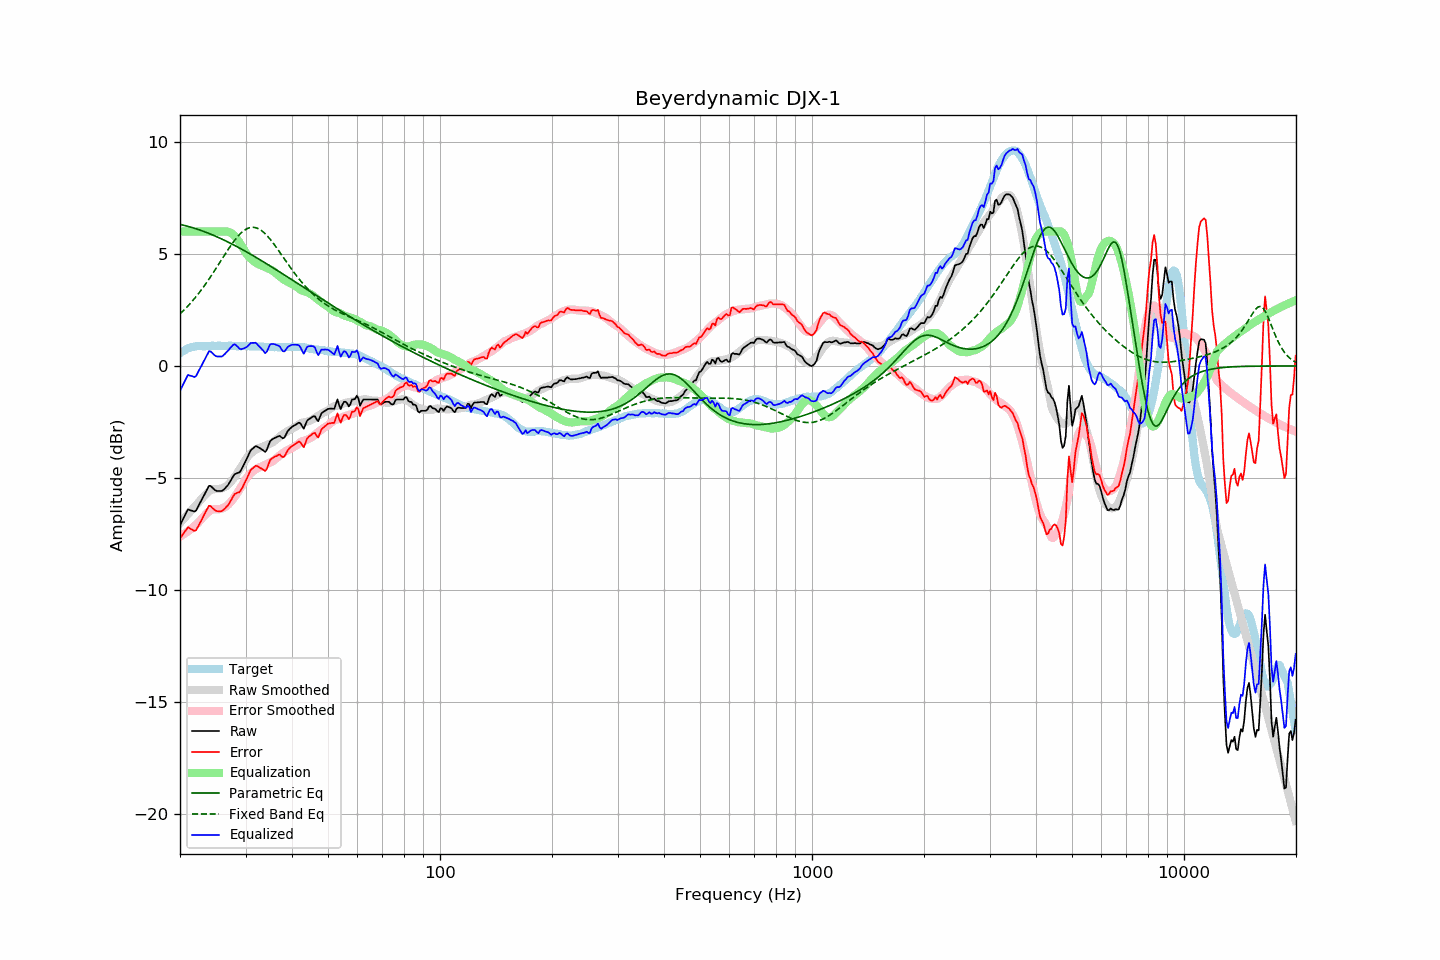 Beyerdynamic DJX-1
Amplitude (dBr)
10
5
0
−5
−10
−15
−20
Target
Raw Smoothed
Error Smoothed
Raw
Error
Equalization
Parametric Eq
Fixed Band Eq
Equalized
100 1000 10000
Frequency (Hz)